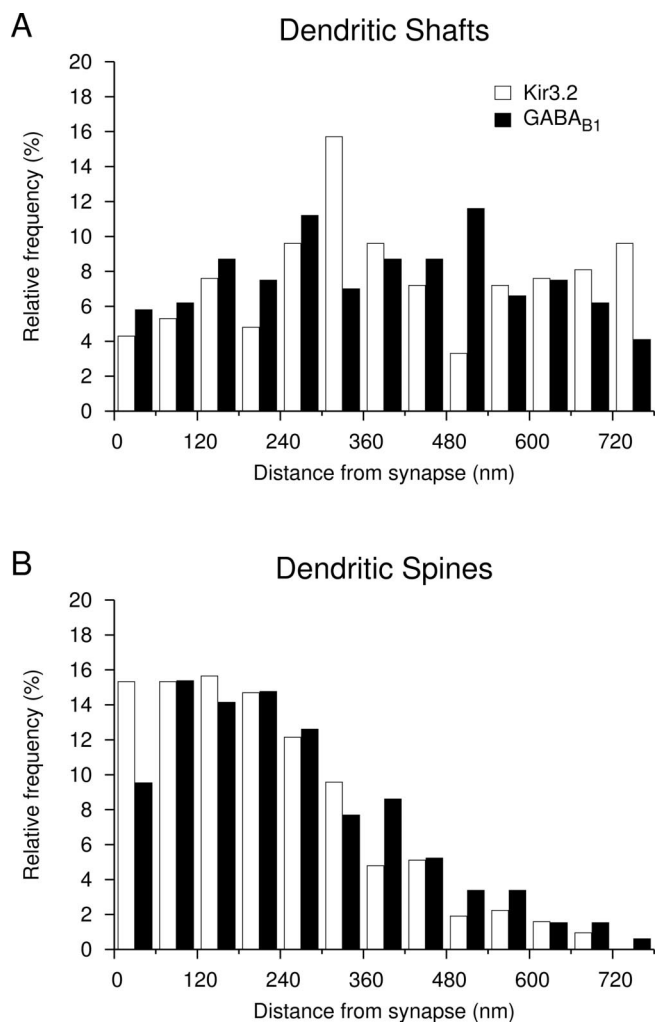 A
Dendritic Shafts
Kir3.2
GABA_B1
Relative frequency (%)
20
18
16
14
12
10
8
6
4
2
0
0 120 240 360 480 600 720
Distance from synapse (nm)
B
Dendritic Spines
Relative frequency (%)
20
18
16
14
12
10
8
6
4
2
0
0 120 240 360 480 600 720
Distance from synapse (nm)